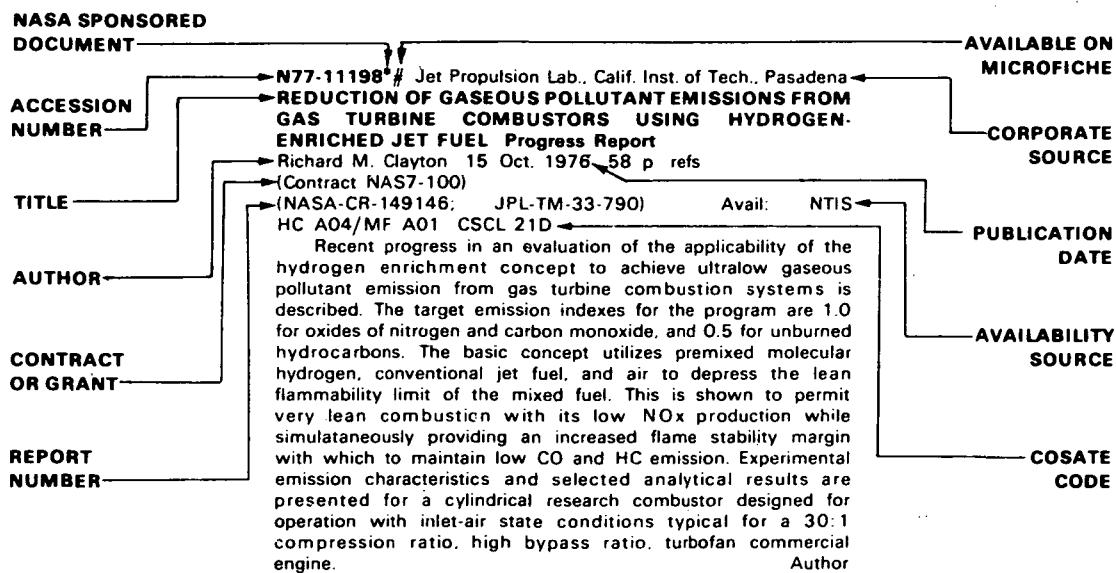 NASA SPONSORED
DOCUMENT
AVAILABLE ON
MICROFICHE
N77-11198*# Jet Propulsion Lab., Calif. Inst. of Tech., Pasadena
ACCESSION
NUMBER
REDUCTION OF GASEOUS POLLUTANT EMISSIONS FROM
GAS TURBINE COMBUSTORS USING HYDROGEN-
ENRICHED JET FUEL Progress Report
CORPORATE
SOURCE
Richard M. Clayton 15 Oct. 1976 58 p refs
(Contract NAS7-100)
TITLE
(NASA-CR-149146; JPL-TM-33-790) Avail: NTIS
HC A04/MF A01 CSCL 21D
PUBLICATION
DATE
AUTHOR
Recent progress in an evaluation of the applicability of the
hydrogen enrichment concept to achieve ultralow gaseous
pollutant emission from gas turbine combustion systems is
described. The target emission indexes for the program are 1.0
for oxides of nitrogen and carbon monoxide, and 0.5 for unburned
hydrocarbons. The basic concept utilizes premixed molecular
hydrogen, conventional jet fuel, and air to depress the lean
flammability limit of the mixed fuel. This is shown to permit
very lean combustion with its low NOx production while
simulataneously providing an increased flame stability margin
with which to maintain low CO and HC emission. Experimental
emission characteristics and selected analytical results are
presented for a cylindrical research combustor designed for
operation with inlet-air state conditions typical for a 30:1
compression ratio, high bypass ratio, turbofan commercial
engine. Author
AVAILABILITY
SOURCE
CONTRACT
OR GRANT
REPORT
NUMBER
COSATE
CODE